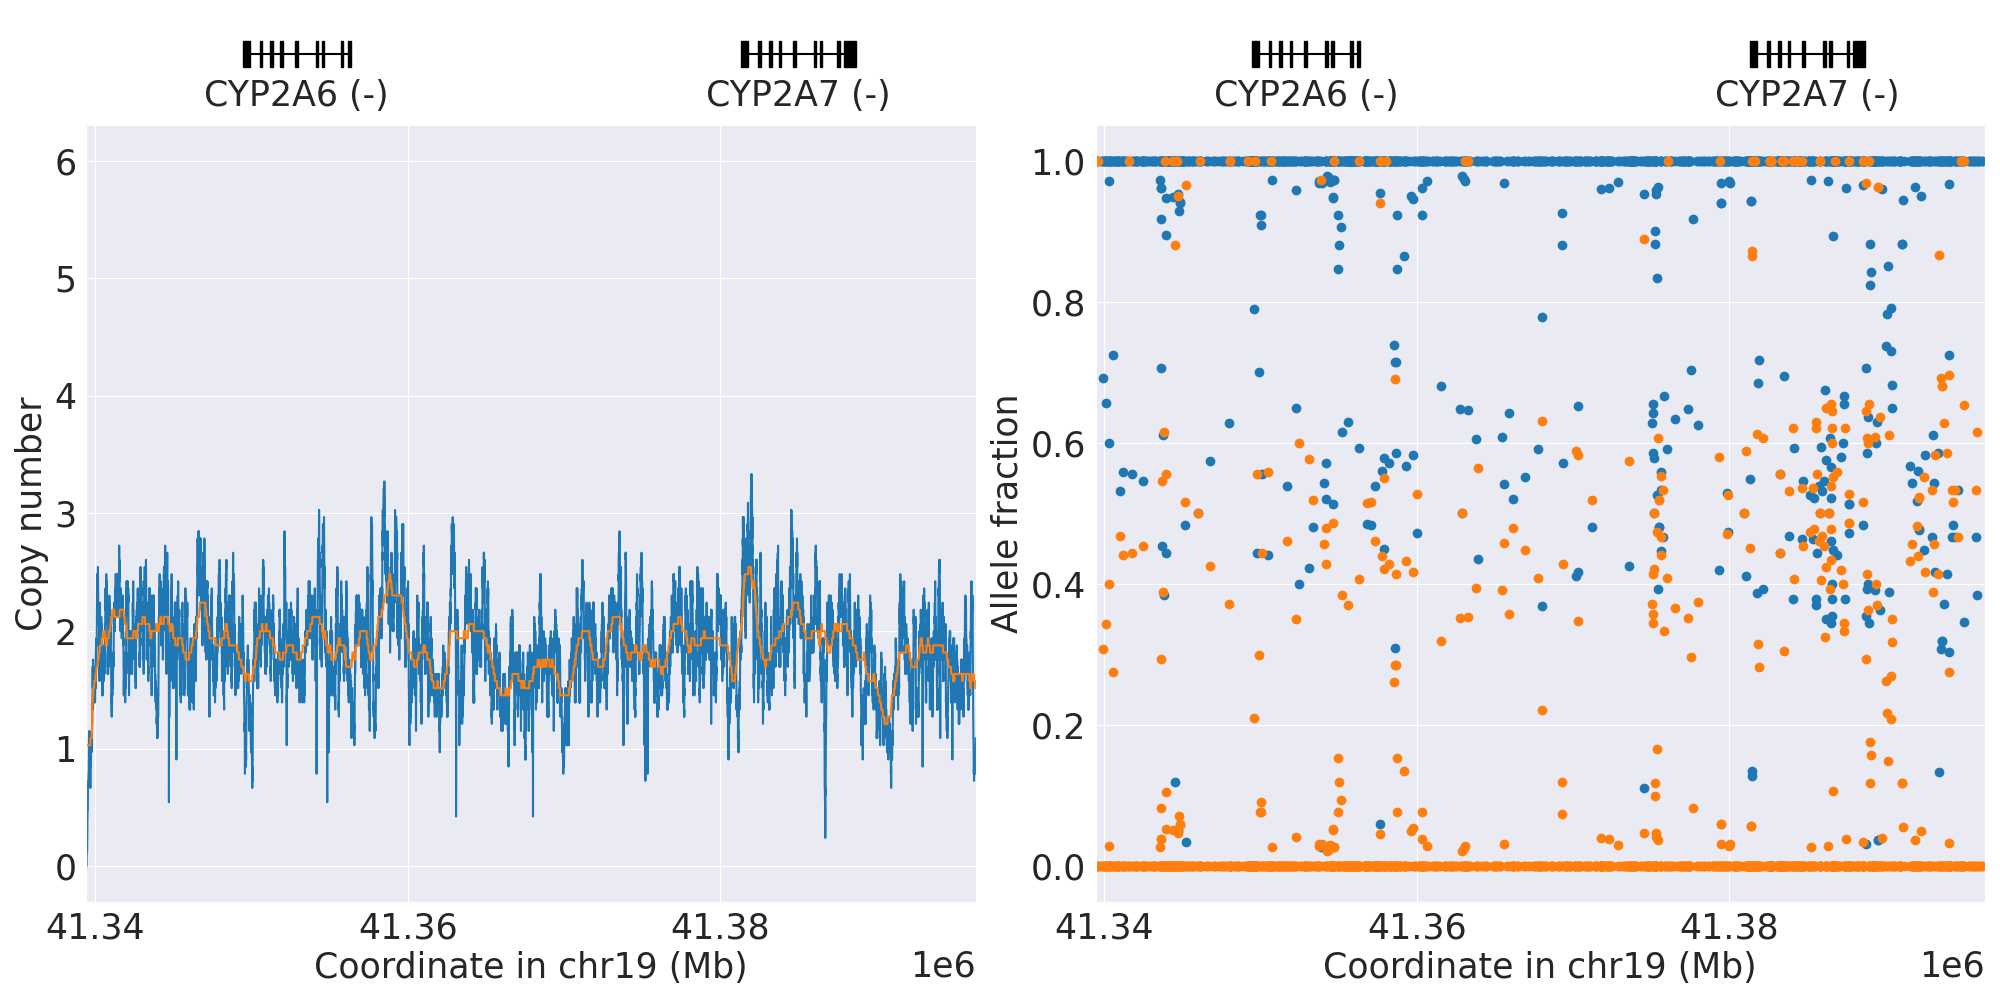 CYP2A6 (-) CYP2A7 (-)
6
5
4
3
2
1
0
Copy number
41.34 41.36 41.38
Coordinate in chr19 (Mb) 1e6
CYP2A6 (-) CYP2A7 (-)
1.0
0.8
0.6
0.4
0.2
0.0
Allele fraction
41.34 41.36 41.38
Coordinate in chr19 (Mb) 1e6